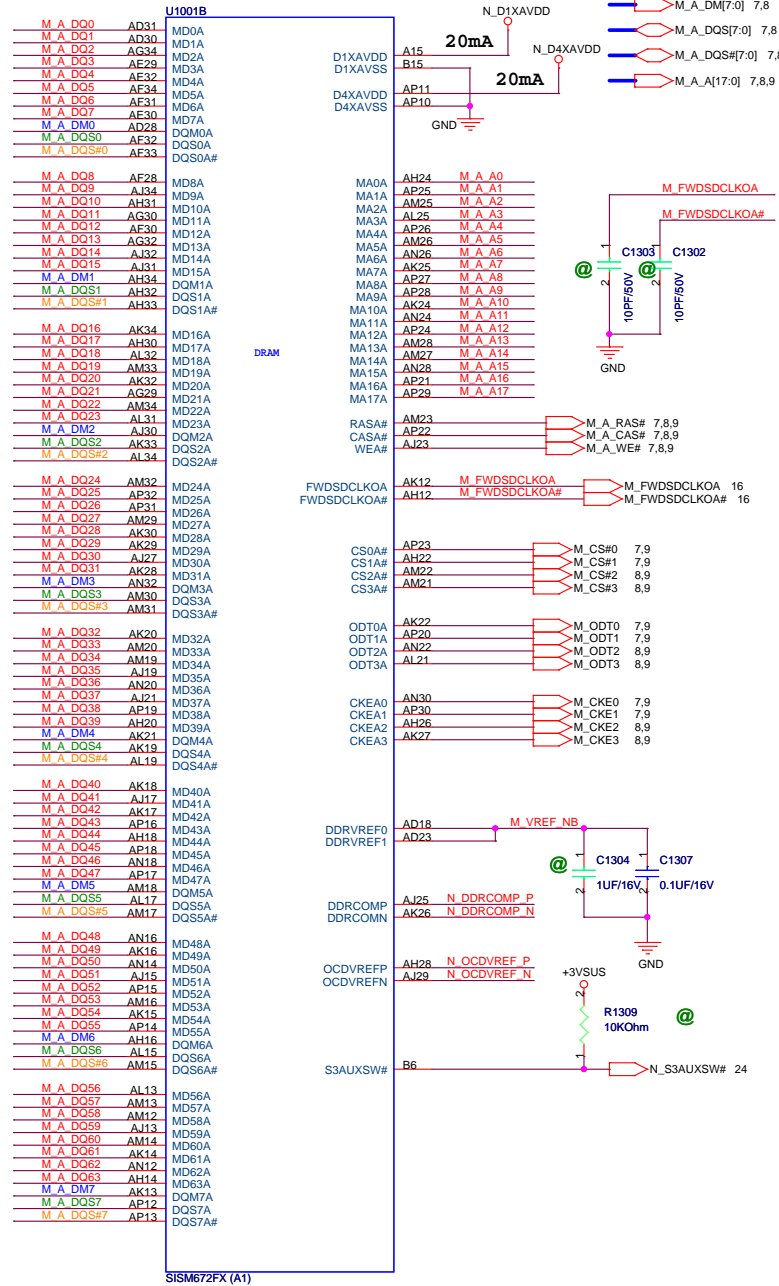 U1001B
N_D1XAVDD
M_A_DM[7:0] 7,8
M_A_DQS[7:0] 7,8
M_A_DQS#[7:0] 7,8
M_A_A[17:0] 7,8,9
20mA
N_D4XAVDD
20mA
A15 D1XAVDD
B15 D1XAVSS
AP11 D4XAVDD
AP10 D4XAVSS
GND
M_A_DQ0 AD31 MD0A
M_A_DQ1 AD30 MD1A
M_A_DQ2 AG34 MD2A
M_A_DQ3 AE29 MD3A
M_A_DQ4 AE32 MD4A
M_A_DQ5 AF34 MD5A
M_A_DQ6 AF31 MD6A
M_A_DQ7 AE30 MD7A
M_A_DM0 AD28 DQM0A
M_A_DQS0 AF32 DQS0A
M_A_DQS#0 AF33 DQS0A#
M_A_DQ8 AF28 MD8A
M_A_DQ9 AJ34 MD9A
M_A_DQ10 AH31 MD10A
M_A_DQ11 AG30 MD11A
M_A_DQ12 AF30 MD12A
M_A_DQ13 AG32 MD13A
M_A_DQ14 AJ32 MD14A
M_A_DQ15 AJ31 MD15A
M_A_DM1 AH34 DQM1A
M_A_DQS1 AH32 DQS1A
M_A_DQS#1 AH33 DQS1A#
M_A_DQ16 AK34 MD16A
M_A_DQ17 AH30 MD17A
M_A_DQ18 AL32 MD18A
M_A_DQ19 AM33 MD19A
M_A_DQ20 AK32 MD20A
M_A_DQ21 AG29 MD21A
M_A_DQ22 AM34 MD22A
M_A_DQ23 AL31 MD23A
M_A_DM2 AJ30 DQM2A
M_A_DQS2 AK33 DQS2A
M_A_DQS#2 AL34 DQS2A#
M_A_DQ24 AM32 MD24A
M_A_DQ25 AP32 MD25A
M_A_DQ26 AP31 MD26A
M_A_DQ27 AM29 MD27A
M_A_DQ28 AK30 MD28A
M_A_DQ29 AK29 MD29A
M_A_DQ30 AJ27 MD30A
M_A_DQ31 AK28 MD31A
M_A_DM3 AN32 DQM3A
M_A_DQS3 AM30 DQS3A
M_A_DQS#3 AM31 DQS3A#
M_A_DQ32 AK20 MD32A
M_A_DQ33 AM20 MD33A
M_A_DQ34 AM19 MD34A
M_A_DQ35 AJ19 MD35A
M_A_DQ36 AN20 MD36A
M_A_DQ37 AJ21 MD37A
M_A_DQ38 AP19 MD38A
M_A_DQ39 AH20 MD39A
M_A_DM4 AK21 DQM4A
M_A_DQS4 AK19 DQS4A
M_A_DQS#4 AL19 DQS4A#
M_A_DQ40 AK18 MD40A
M_A_DQ41 AJ17 MD41A
M_A_DQ42 AK17 MD42A
M_A_DQ43 AP16 MD43A
M_A_DQ44 AH18 MD44A
M_A_DQ45 AP18 MD45A
M_A_DQ46 AN18 MD46A
M_A_DQ47 AP17 MD47A
M_A_DM5 AM18 DQM5A
M_A_DQS5 AL17 DQS5A
M_A_DQS#5 AM17 DQS5A#
M_A_DQ48 AN16 MD48A
M_A_DQ49 AK16 MD49A
M_A_DQ50 AN14 MD50A
M_A_DQ51 AJ15 MD51A
M_A_DQ52 AP15 MD52A
M_A_DQ53 AM16 MD53A
M_A_DQ54 AK15 MD54A
M_A_DQ55 AP14 MD55A
M_A_DM6 AH16 DQM6A
M_A_DQS6 AL15 DQS6A
M_A_DQS#6 AM15 DQS6A#
M_A_DQ56 AL13 MD56A
M_A_DQ57 AM13 MD57A
M_A_DQ58 AM12 MD58A
M_A_DQ59 AJ13 MD59A
M_A_DQ60 AM14 MD60A
M_A_DQ61 AK14 MD61A
M_A_DQ62 AN12 MD62A
M_A_DQ63 AH14 MD63A
M_A_DM7 AK13 DQM7A
M_A_DQS7 AP12 DQS7A
M_A_DQS#7 AP13 DQS7A#
DRAM
MA0A AH24 M_A_A0
MA1A AP25 M_A_A1
MA2A AM25 M_A_A2
MA3A AL25 M_A_A3
MA4A AP26 M_A_A4
MA5A AM26 M_A_A5
MA6A AN26 M_A_A6
MA7A AK25 M_A_A7
MA8A AP27 M_A_A8
MA9A AP28 M_A_A9
MA10A AK24 M_A_A10
MA11A AN24 M_A_A11
MA12A AP24 M_A_A12
MA13A AM28 M_A_A13
MA14A AM27 M_A_A14
MA15A AN28 M_A_A15
MA16A AP21 M_A_A16
MA17A AP29 M_A_A17
M_FWDSDCLKOA
M_FWDSDCLKOA#
@ 1 2 C1303 10PF/50V
@ 1 2 C1302 10PF/50V
GND
RASA# AM23 M_A_RAS# 7,8,9
CASA# AP22 M_A_CAS# 7,8,9
WEA# AJ23 M_A_WE# 7,8,9
FWDSDCLKOA AK12 M_FWDSDCLKOA M_FWDSDCLKOA 16
FWDSDCLKOA# AH12 M_FWDSDCLKOA# M_FWDSDCLKOA# 16
CS0A# AP23 M_CS#0 7,9
CS1A# AH22 M_CS#1 7,9
CS2A# AM22 M_CS#2 8,9
CS3A# AM21 M_CS#3 8,9
ODT0A AK22 M_ODT0 7,9
ODT1A AP20 M_ODT1 7,9
ODT2A AN22 M_ODT2 8,9
ODT3A AL21 M_ODT3 8,9
CKEA0 AN30 M_CKE0 7,9
CKEA1 AP30 M_CKE1 7,9
CKEA2 AH26 M_CKE2 8,9
CKEA3 AK27 M_CKE3 8,9
DDRVREF0 AD18 M_VREF_NB
DDRVREF1 AD23
@ 1 2 C1304 1UF/16V
1 2 C1307 0.1UF/16V
GND
DDRCOMP AJ25 N_DDRCOMP_P
DDRCOMN AK26 N_DDRCOMP_N
OCDVREFP AH28 N_OCDVREF_P
OCDVREFN AJ29 N_OCDVREF_N
+3VSUS
2 1 R1309 10KOhm @
S3AUXSW# B6 N_S3AUXSW# 24
SISM672FX (A1)